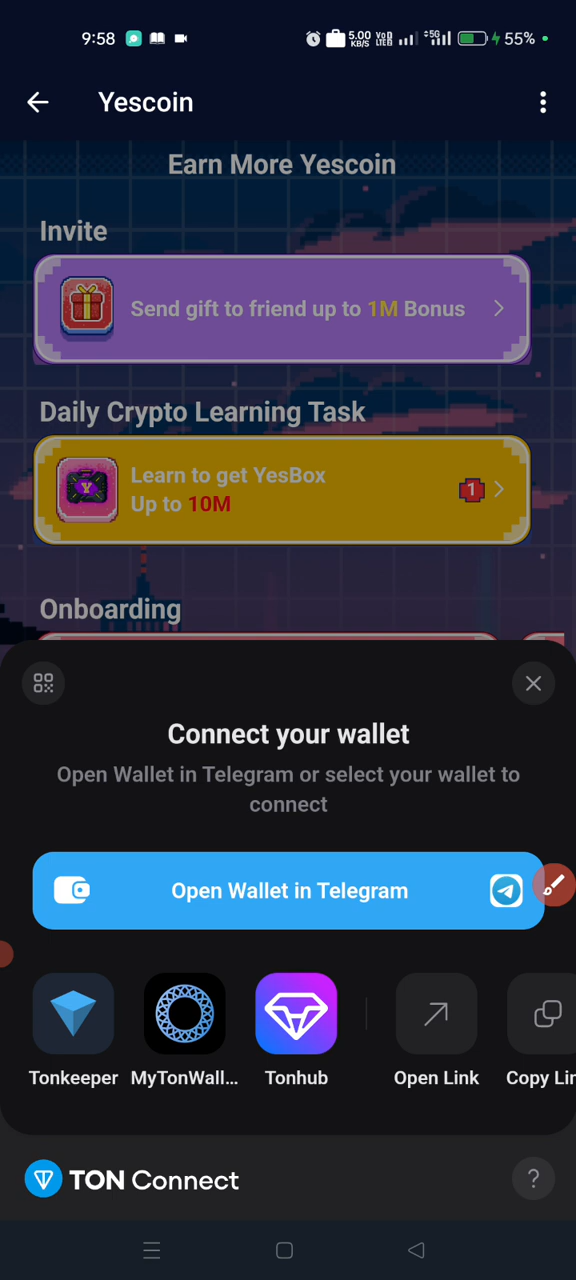 9:58
5.00 KB/S
VoD LTE
5G
55%
Yescoin
Earn More Yescoin
Invite
Send gift to friend up to 1M Bonus
Daily Crypto Learning Task
Learn to get YesBox
Up to 10M
1
Onboarding
Connect your wallet
Open Wallet in Telegram or select your wallet to
connect
Open Wallet in Telegram
Tonkeeper
MyTonWall...
Tonhub
Open Link
Copy Lin
TON Connect
?